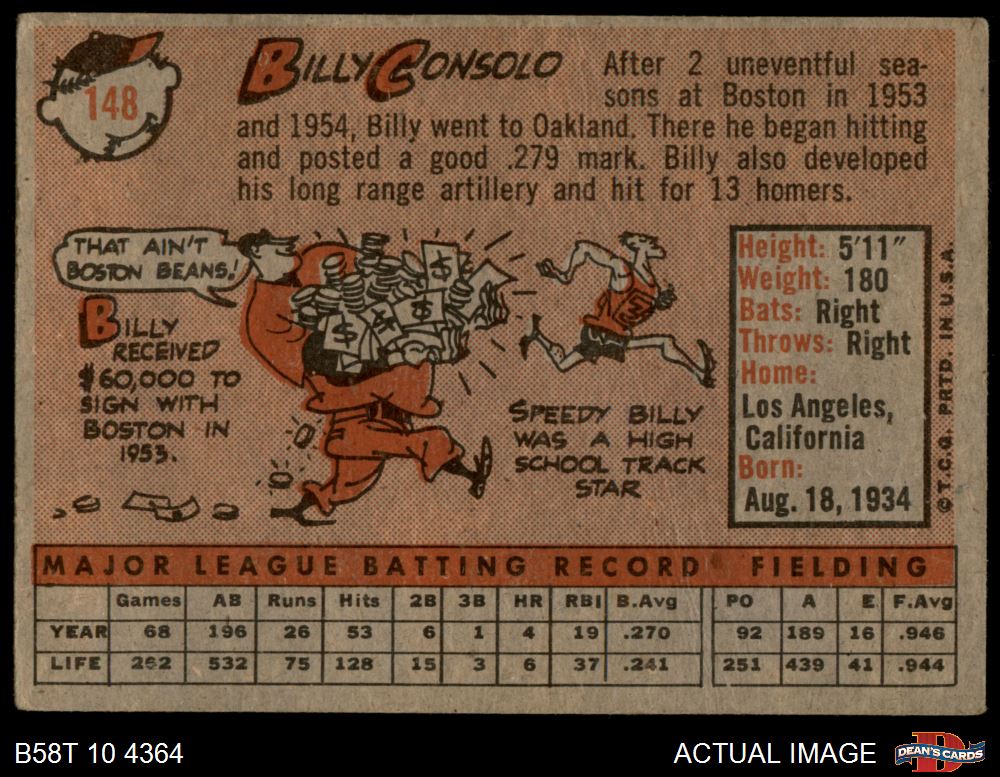 148
BILLY CONSOLO
After 2 uneventful sea-
sons at Boston in 1953
and 1954, Billy went to Oakland. There he began hitting
and posted a good .279 mark. Billy also developed
his long range artillery and hit for 13 homers.
THAT AIN'T
BOSTON BEANS!
BILLY
RECEIVED
$60,000 TO
SIGN WITH
BOSTON IN
1953.
SPEEDY BILLY
WAS A HIGH
SCHOOL TRACK
STAR
Height: 5'11"
Weight: 180
Bats: Right
Throws: Right
Home:
Los Angeles,
California
Born:
Aug. 18, 1934
©T.C.G. PRTD. IN U.S.A.
MAJOR LEAGUE BATTING RECORD FIELDING
Games AB Runs Hits 2B 3B HR RBI B.Avg PO A E F.Avg
YEAR 68 196 26 53 6 1 4 19 .270 92 189 16 .946
LIFE 262 532 75 128 15 3 6 37 .241 251 439 41 .944
B58T 10 4364
ACTUAL IMAGE
D
DEAN'S CARDS